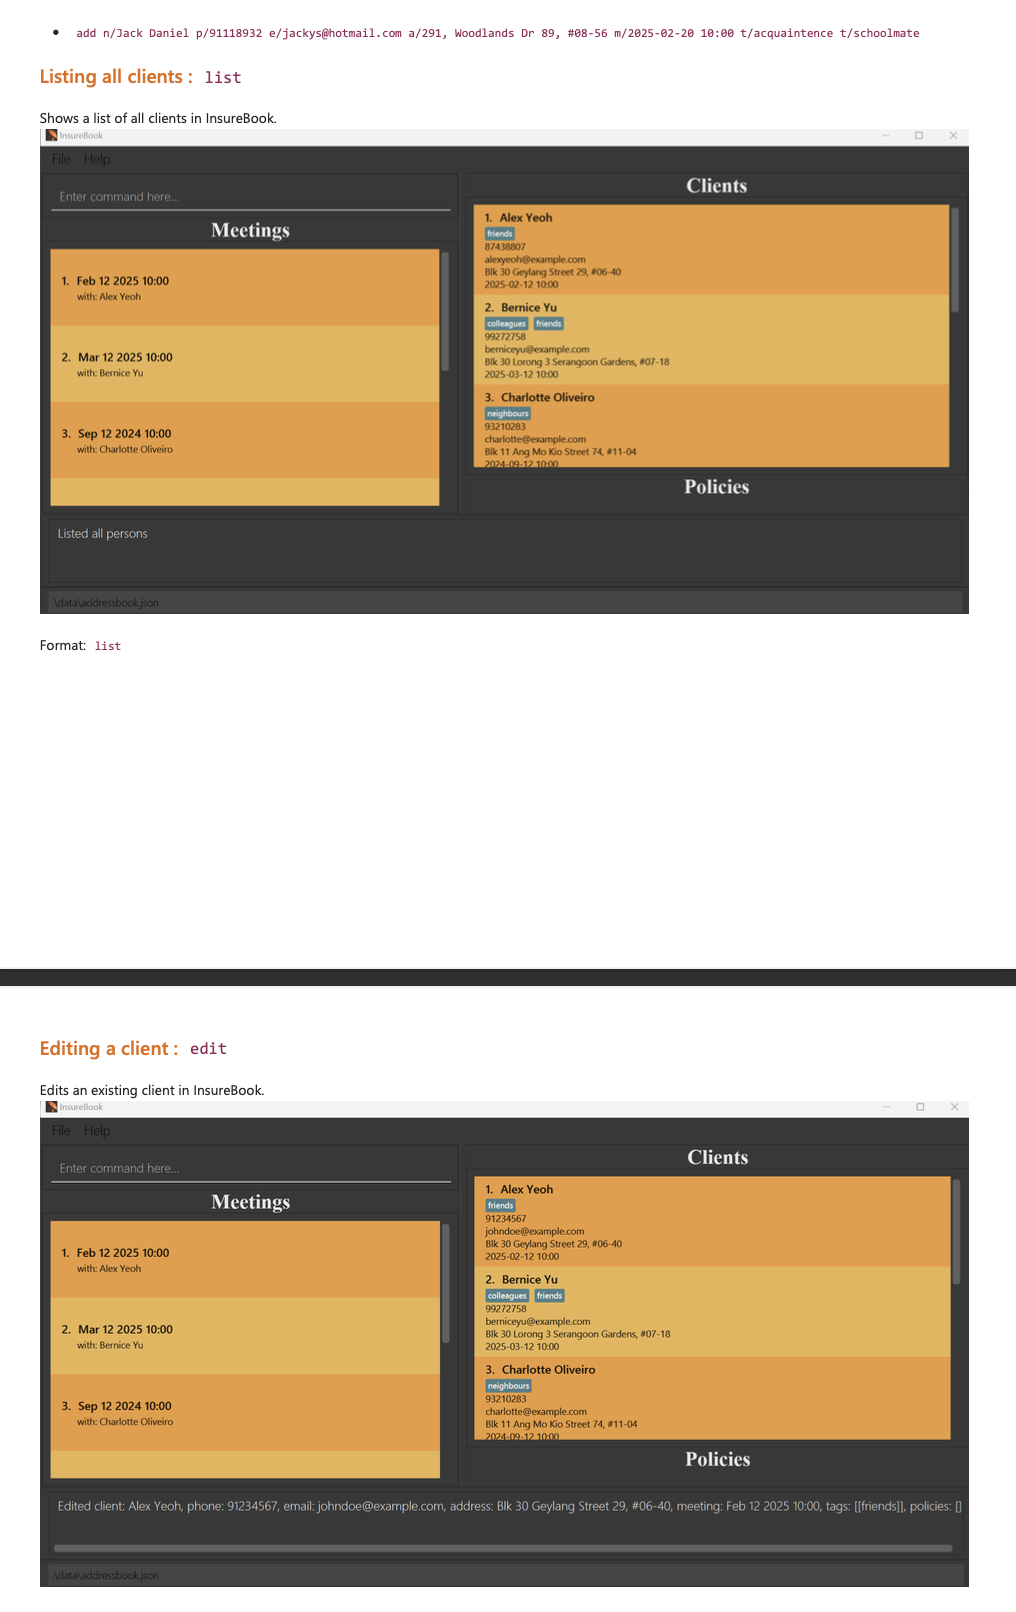 • add n/Jack Daniel p/91118932 e/jackys@hotmail.com a/291, Woodlands Dr 89, #08-56 m/2025-02-20 10:00 t/acquaintence t/schoolmate
Listing all clients : list
Shows a list of all clients in InsureBook.
InsureBook
File Help
Enter command here...
Meetings
1. Feb 12 2025 10:00
with: Alex Yeoh
2. Mar 12 2025 10:00
with: Bernice Yu
3. Sep 12 2024 10:00
with: Charlotte Oliveiro
Clients
1. Alex Yeoh
friends
87438807
alexyeoh@example.com
Blk 30 Geylang Street 29, #06-40
2025-02-12 10:00
2. Bernice Yu
colleagues friends
99272758
berniceyu@example.com
Blk 30 Lorong 3 Serangoon Gardens, #07-18
2025-03-12 10:00
3. Charlotte Oliveiro
neighbours
93210283
charlotte@example.com
Blk 11 Ang Mo Kio Street 74, #11-04
2024-09-12 10:00
Policies
Listed all persons
.\data\addressbook.json
Format: list
Editing a client : edit
Edits an existing client in InsureBook.
InsureBook
File Help
Enter command here...
Meetings
1. Feb 12 2025 10:00
with: Alex Yeoh
2. Mar 12 2025 10:00
with: Bernice Yu
3. Sep 12 2024 10:00
with: Charlotte Oliveiro
Clients
1. Alex Yeoh
friends
91234567
johndoe@example.com
Blk 30 Geylang Street 29, #06-40
2025-02-12 10:00
2. Bernice Yu
colleagues friends
99272758
berniceyu@example.com
Blk 30 Lorong 3 Serangoon Gardens, #07-18
2025-03-12 10:00
3. Charlotte Oliveiro
neighbours
93210283
charlotte@example.com
Blk 11 Ang Mo Kio Street 74, #11-04
2024-09-12 10:00
Policies
Edited client: Alex Yeoh, phone: 91234567, email: johndoe@example.com, address: Blk 30 Geylang Street 29, #06-40, meeting: Feb 12 2025 10:00, tags: [[friends]], policies: []
.\data\addressbook.json